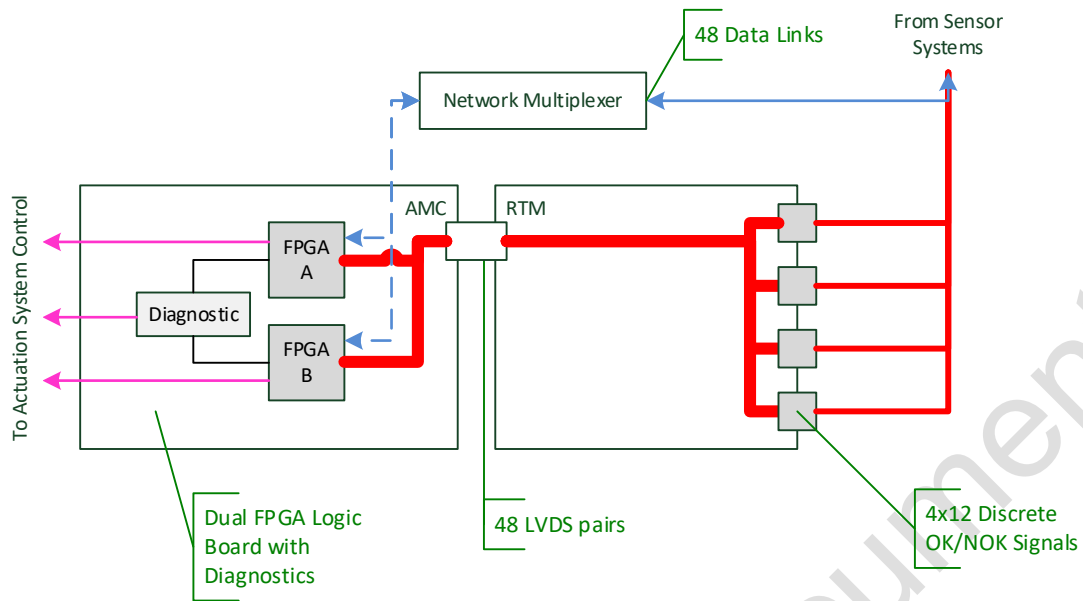 48 Data Links
From Sensor
Systems
Network Multiplexer
AMC
RTM
FPGA
A
Diagnostic
FPGA
B
To Actuation System Control
Dual FPGA Logic
Board with
Diagnostics
48 LVDS pairs
4x12 Discrete
OK/NOK Signals